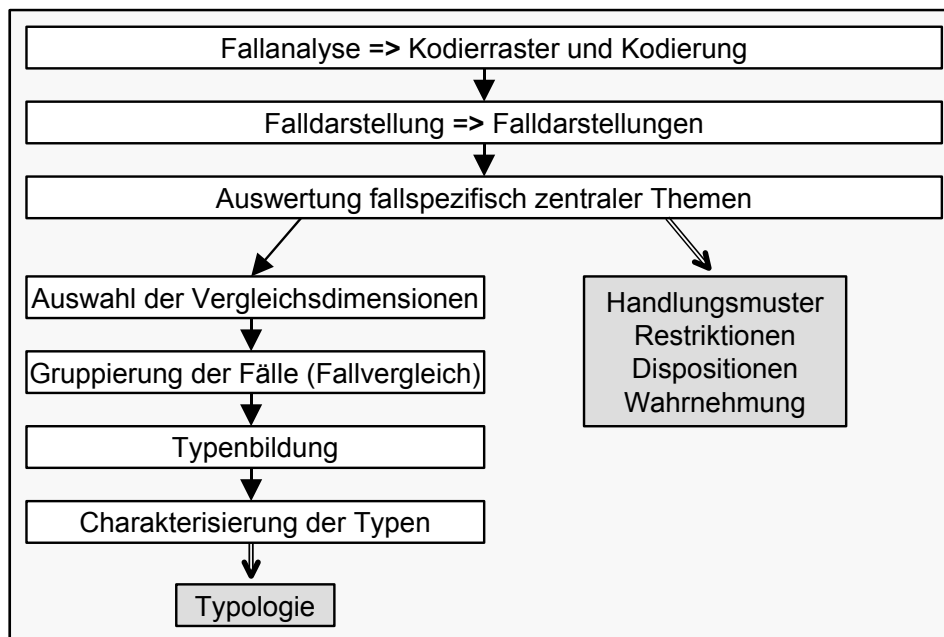 Fallanalyse => Kodierraster und Kodierung
Falldarstellung => Falldarstellungen
Auswertung fallspezifisch zentraler Themen
Auswahl der Vergleichsdimensionen
Gruppierung der Fälle (Fallvergleich)
Typenbildung
Charakterisierung der Typen
Typologie
Handlungsmuster
Restriktionen
Dispositionen
Wahrnehmung